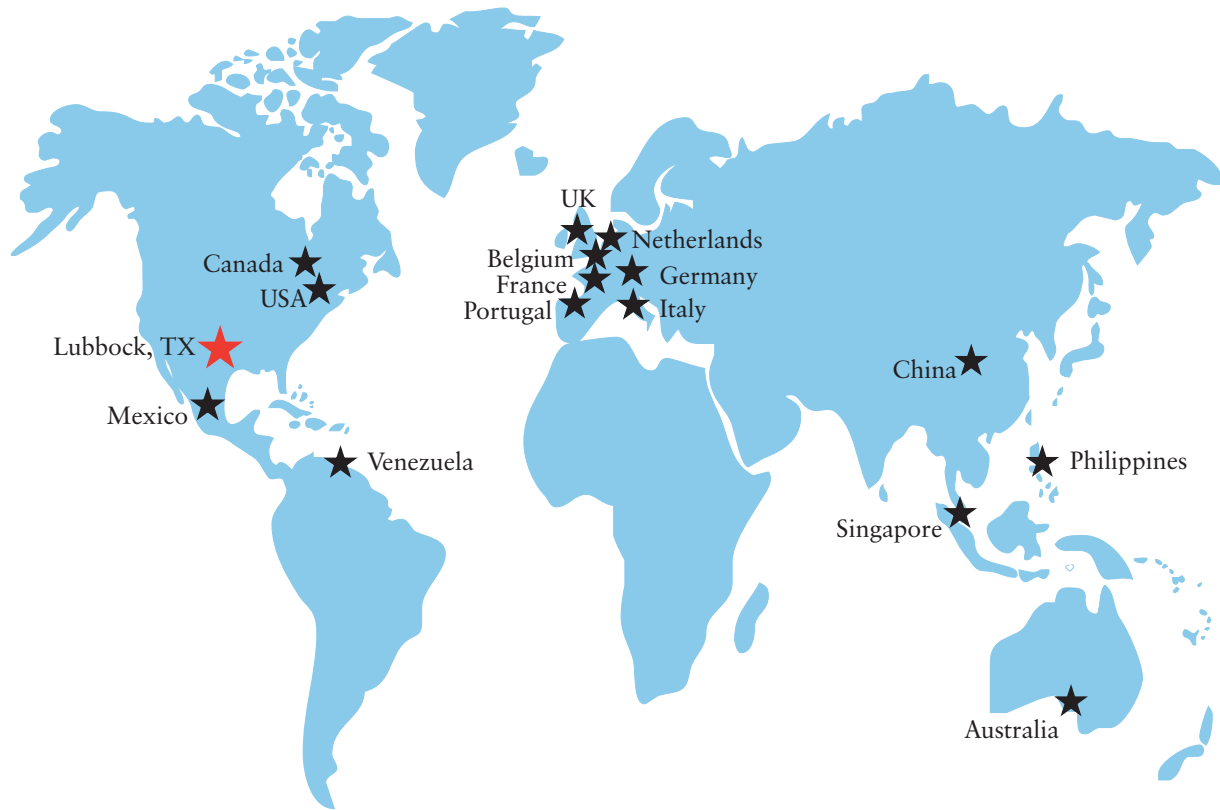 UK
Netherlands
Belgium
Canada
Germany
France
USA
Portugal
Italy
Lubbock, TX
China
Mexico
Venezuela
Philippines
Singapore
Australia